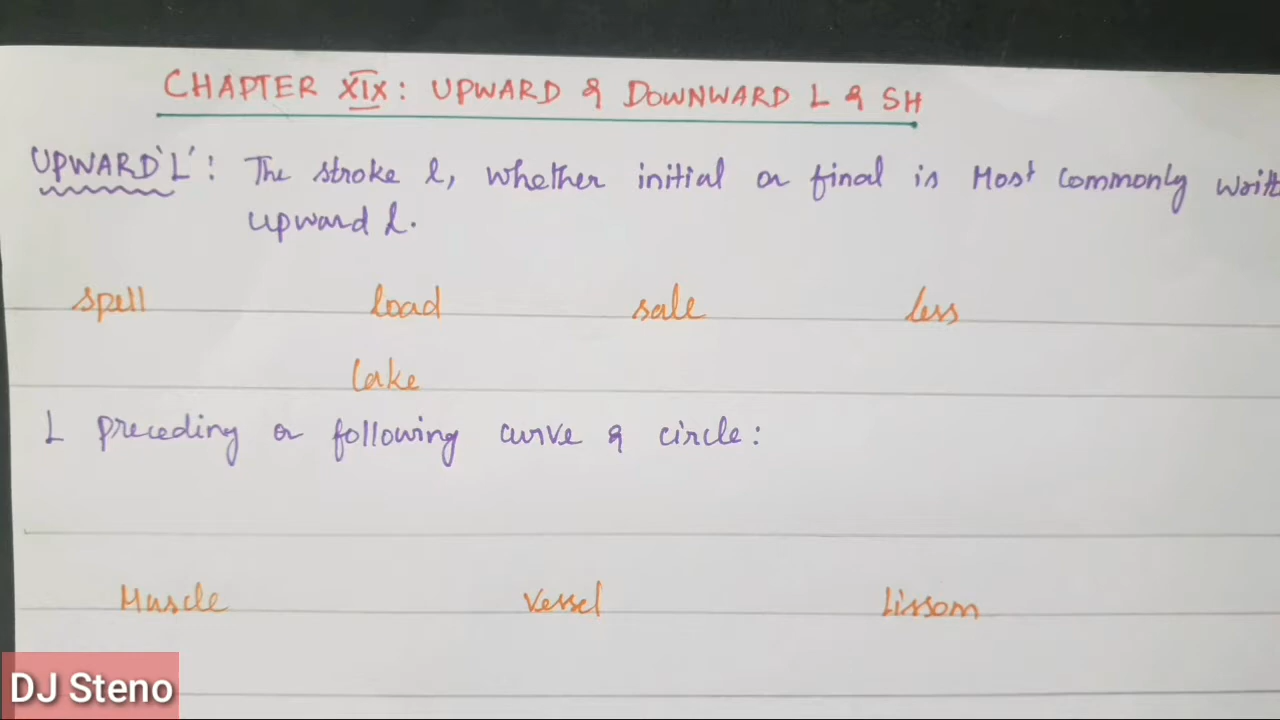 CHAPTER XIX: UPWARD & DOWNWARD L & SH
UPWARD 'L': The stroke l, whether initial or final is Most commonly writt
upward l.
spell load sale less
lake
L preceding or following curve & circle:
Muscle Vessel Lissom
DJ Steno